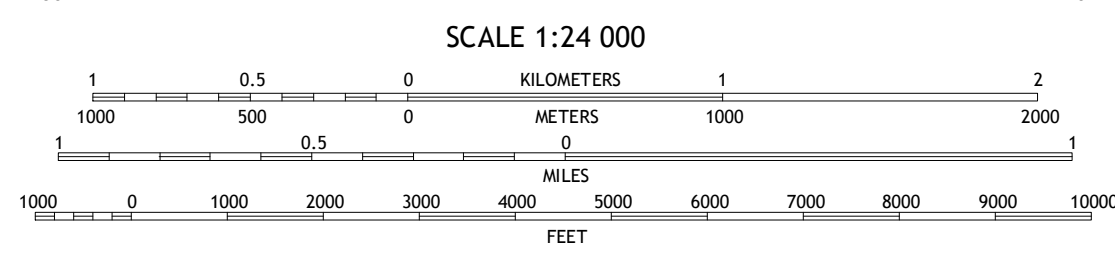 SCALE 1:24 000
1 0.5 0 KILOMETERS 1 2
1000 500 0 METERS 1000 2000
1 0.5 0 1
MILES
1000 0 1000 2000 3000 4000 5000 6000 7000 8000 9000 10000
FEET